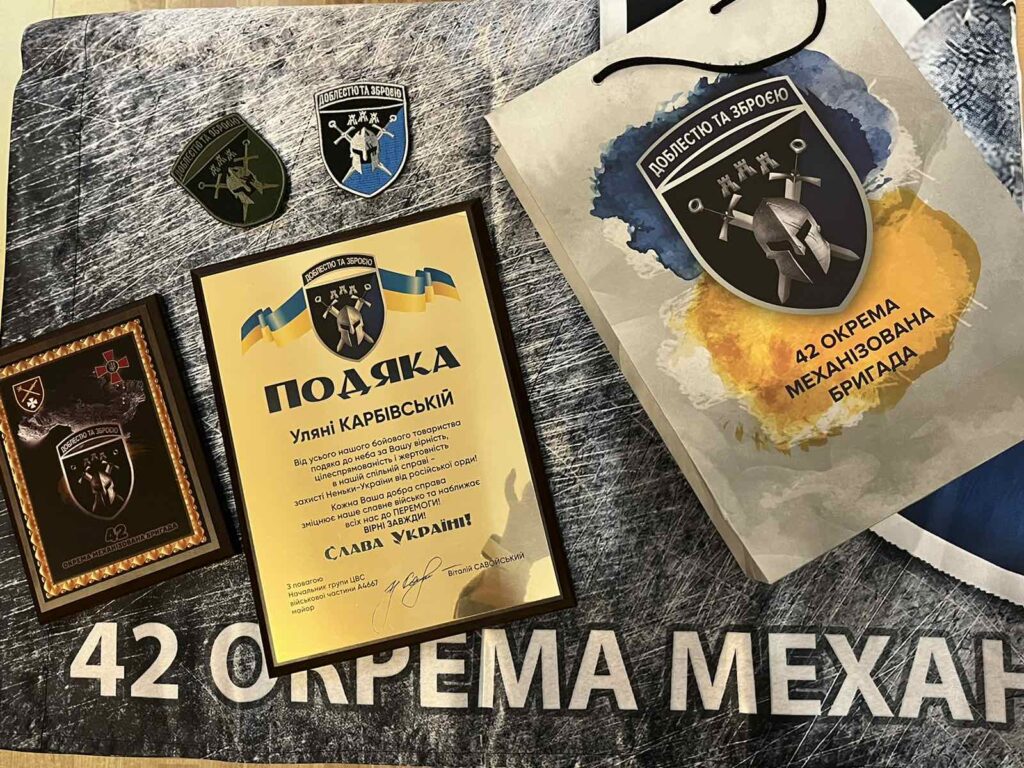 ДОБЛЕСТЮ ТА ЗБРОЄЮ
ДОБЛЕСТЮ ТА ЗБРОЄЮ
ДОБЛЕСТЮ ТА ЗБРОЄЮ
42 ОКРЕМА
МЕХАНІЗОВАНА
БРИГАДА
ДОБЛЕСТЮ ТА ЗБРОЄЮ
ПОДЯКА
Уляні КАРБІВСЬКІЙ
Від усього нашого бойового товариства
подяка до неба за Вашу вірність,
цілеспрямованість і жертовність
в нашій спільній справі –
захисті Неньки-України від російської орди!
Кожна Ваша добра справа
зміцнює наше славне військо та наближає
всіх нас до ПЕРЕМОГИ!
ВІРНІ ЗАВЖДИ!
Слава Україні!
З повагою
Начальник групи ЦВС
військової частини А4667
майор
Віталій САВОЙСЬКИЙ
ДОБЛЕСТЮ ТА ЗБРОЄЮ
42
ОКРЕМА МЕХАНІЗОВАНА БРИГАДА
42 ОКРЕМА МЕХАН